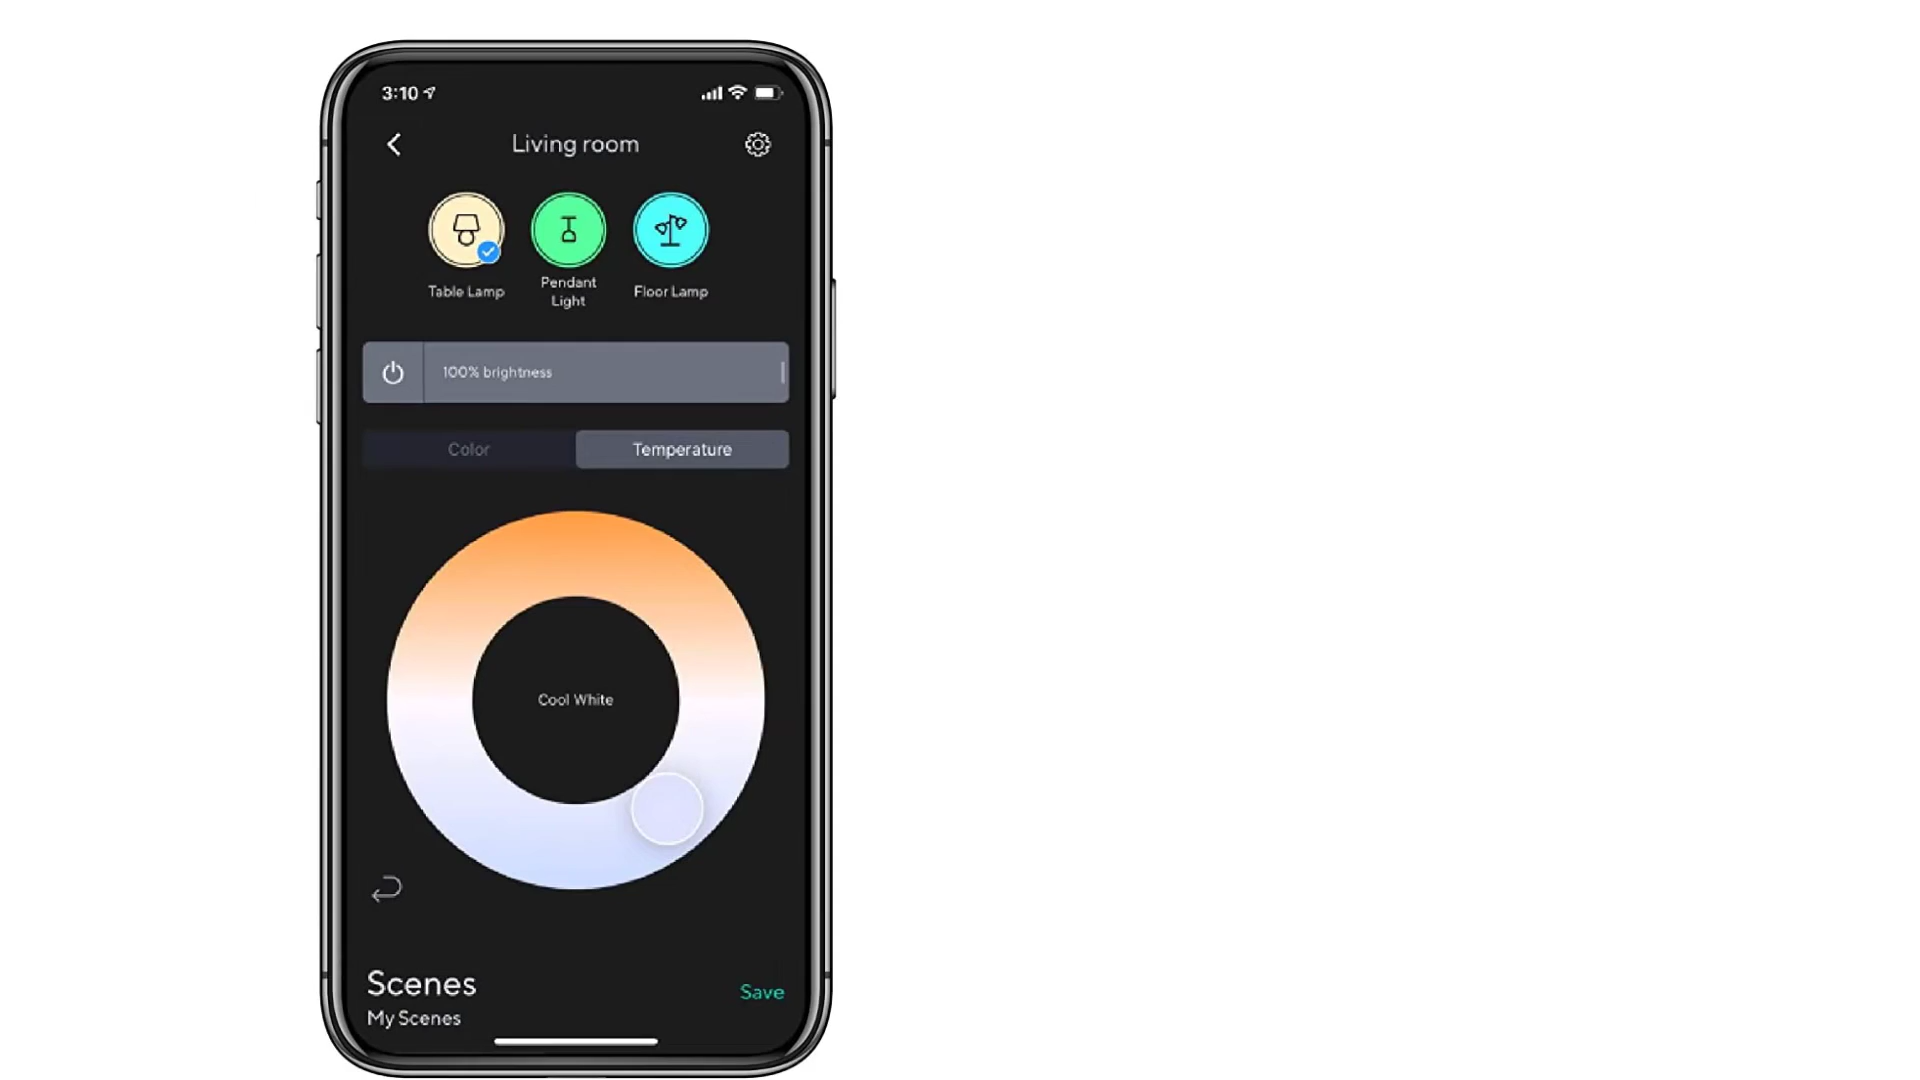 3:10
Living room
Table Lamp
Pendant
Light
Floor Lamp
100% brightness
Color
Temperature
Cool White
Scenes
Save
My Scenes